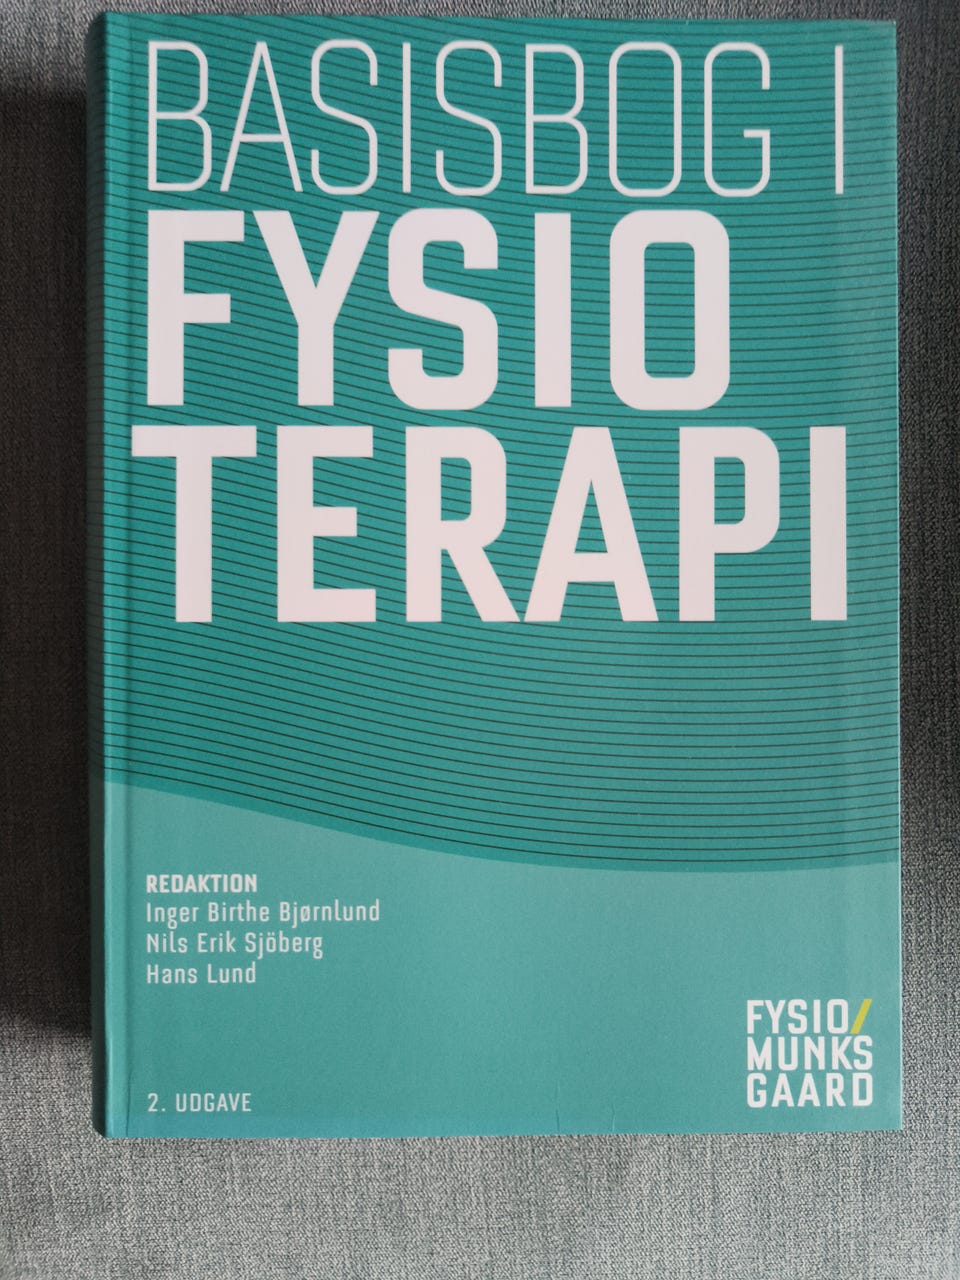 BASISBOG I
FYSIO
TERAPI
REDAKTION
Inger Birthe Bjørnlund
Nils Erik Sjöberg
Hans Lund
2. UDGAVE
FYSIO/
MUNKS
GAARD